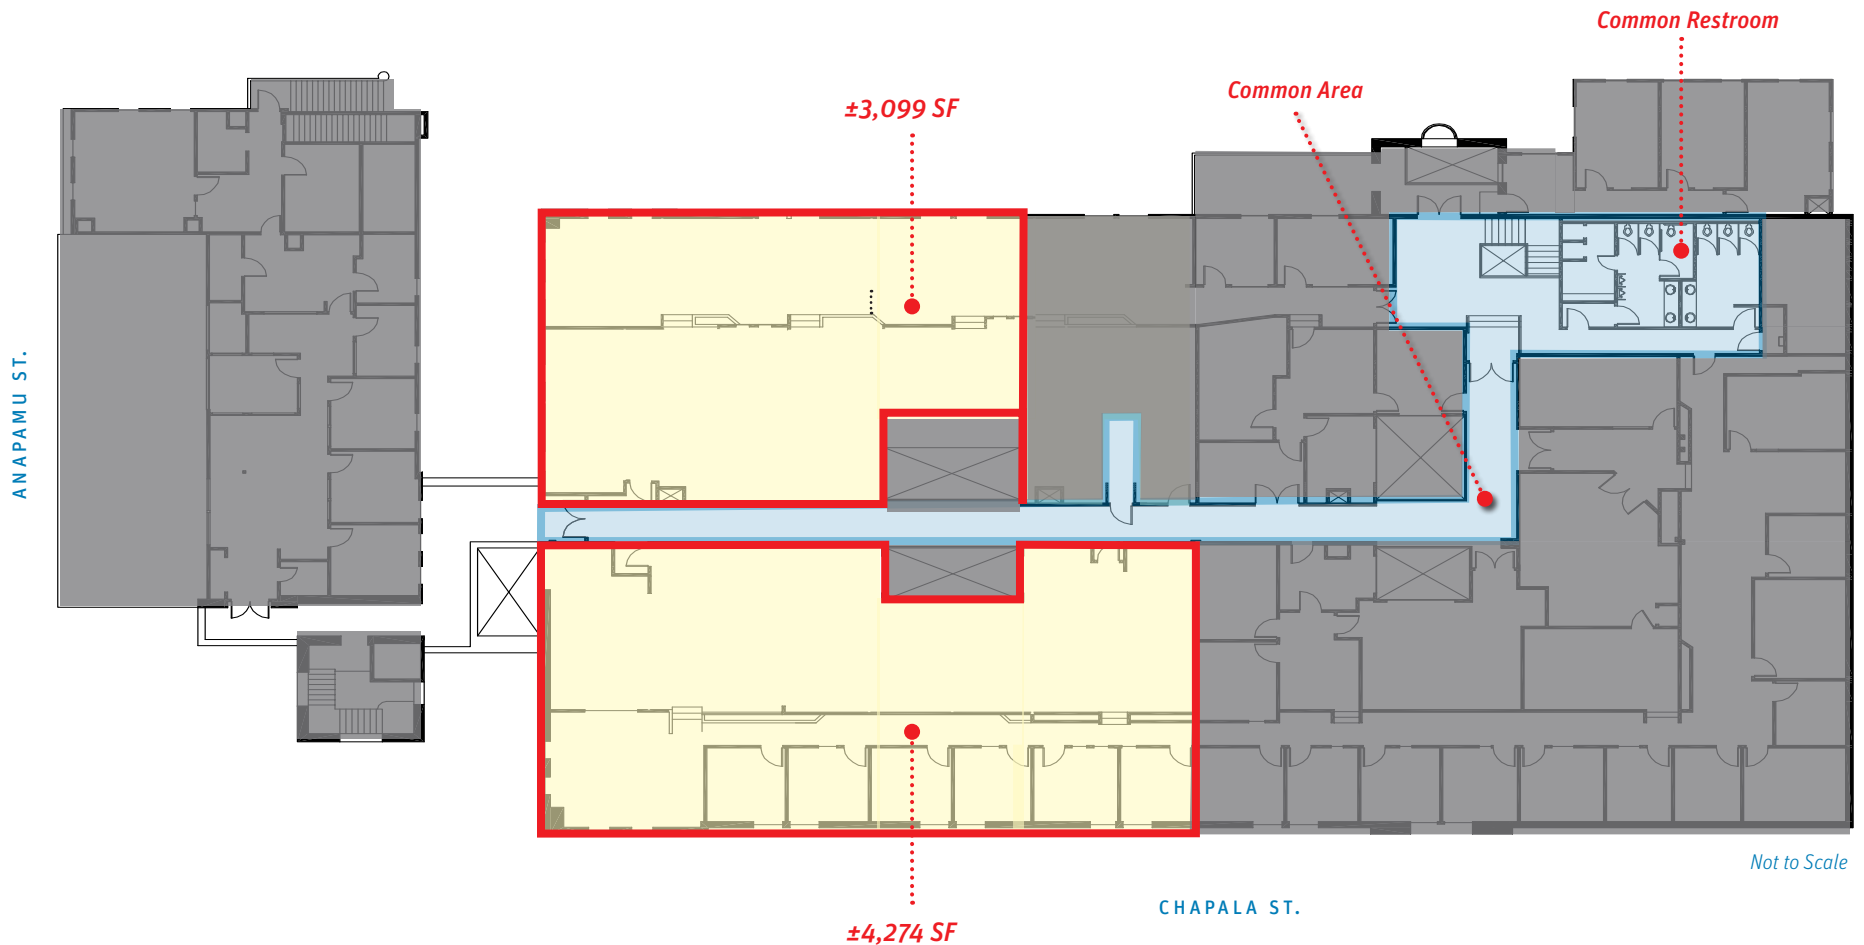 Common Restroom
Common Area
±3,099 SF
ANAPAMU ST.
Not to Scale
CHAPALA ST.
±4,274 SF